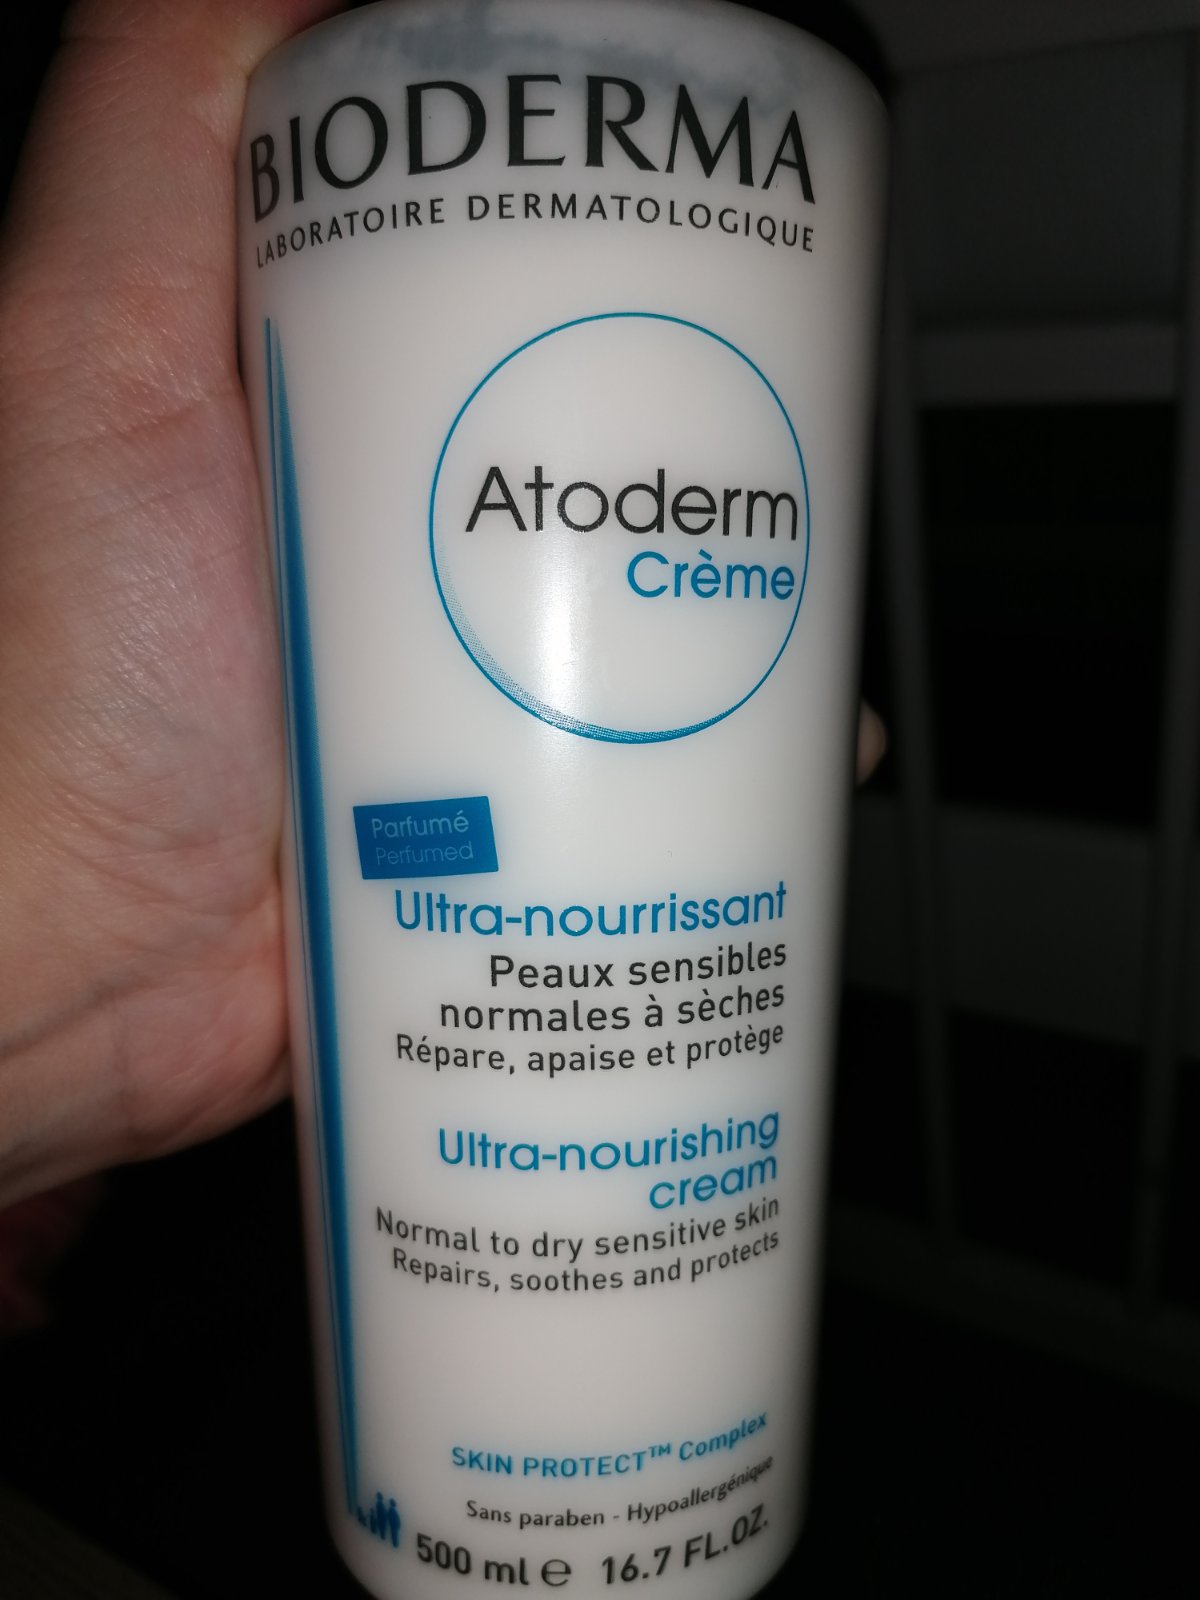 BIODERMA
LABORATOIRE DERMATOLOGIQUE
Atoderm
Crème
Parfumé
Perfumed
Ultra-nourrissant
Peaux sensibles
normales à sèches
Répare, apaise et protège
Ultra-nourishing
cream
Normal to dry sensitive skin
Repairs, soothes and protects
SKIN PROTECT™ Complex
Sans paraben - Hypoallergénique
500 ml ℮ 16.7 FL.OZ.